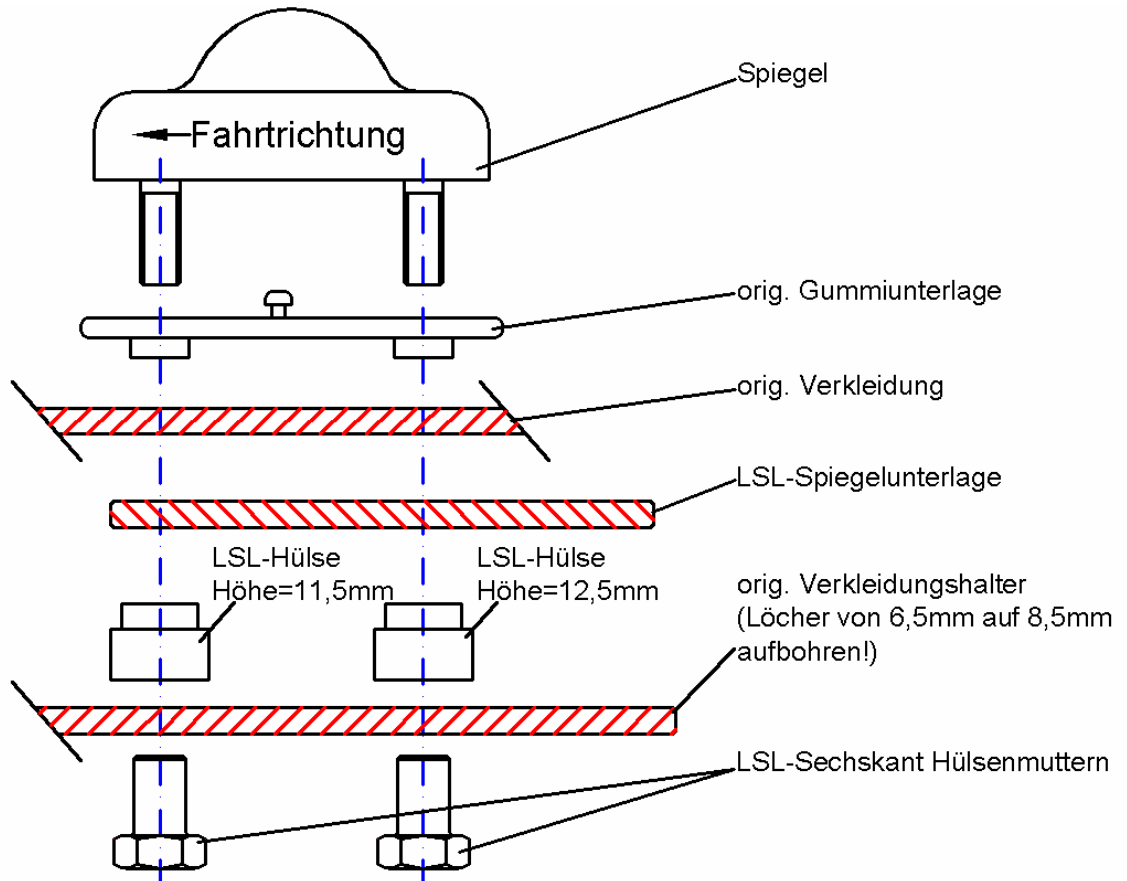 Spiegel
Fahrtrichtung
orig. Gummiunterlage
orig. Verkleidung
LSL-Spiegelunterlage
LSL-Hülse
Höhe=11,5mm
LSL-Hülse
Höhe=12,5mm
orig. Verkleidungshalter
(Löcher von 6,5mm auf 8,5mm
aufbohren!)
LSL-Sechskant Hülsenmuttern